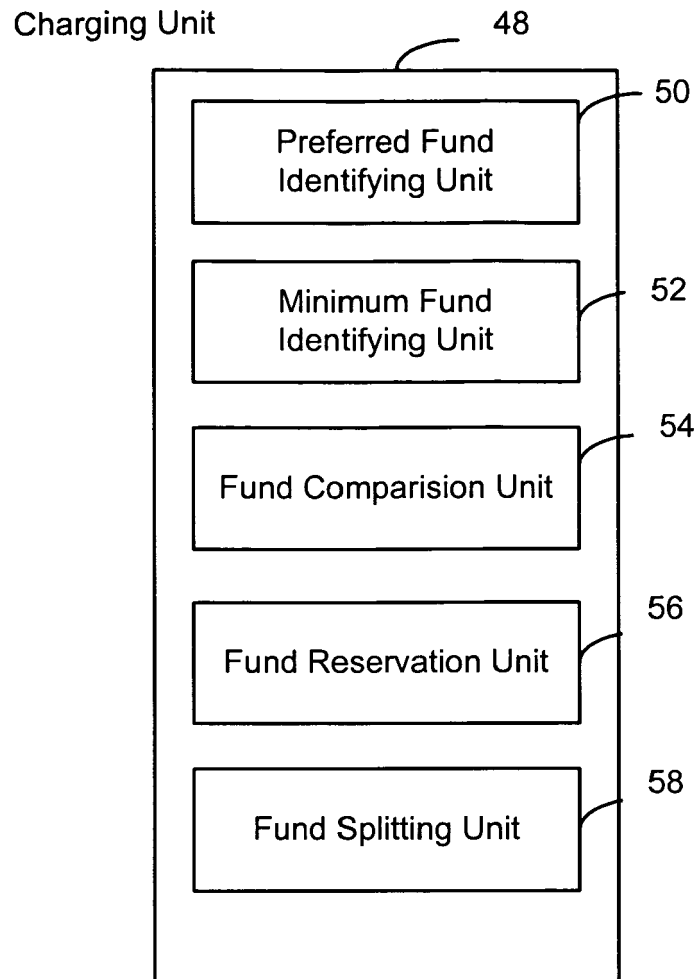 Charging Unit
48
50
Preferred Fund
Identifying Unit
52
Minimum Fund
Identifying Unit
54
Fund Comparision Unit
56
Fund Reservation Unit
58
Fund Splitting Unit